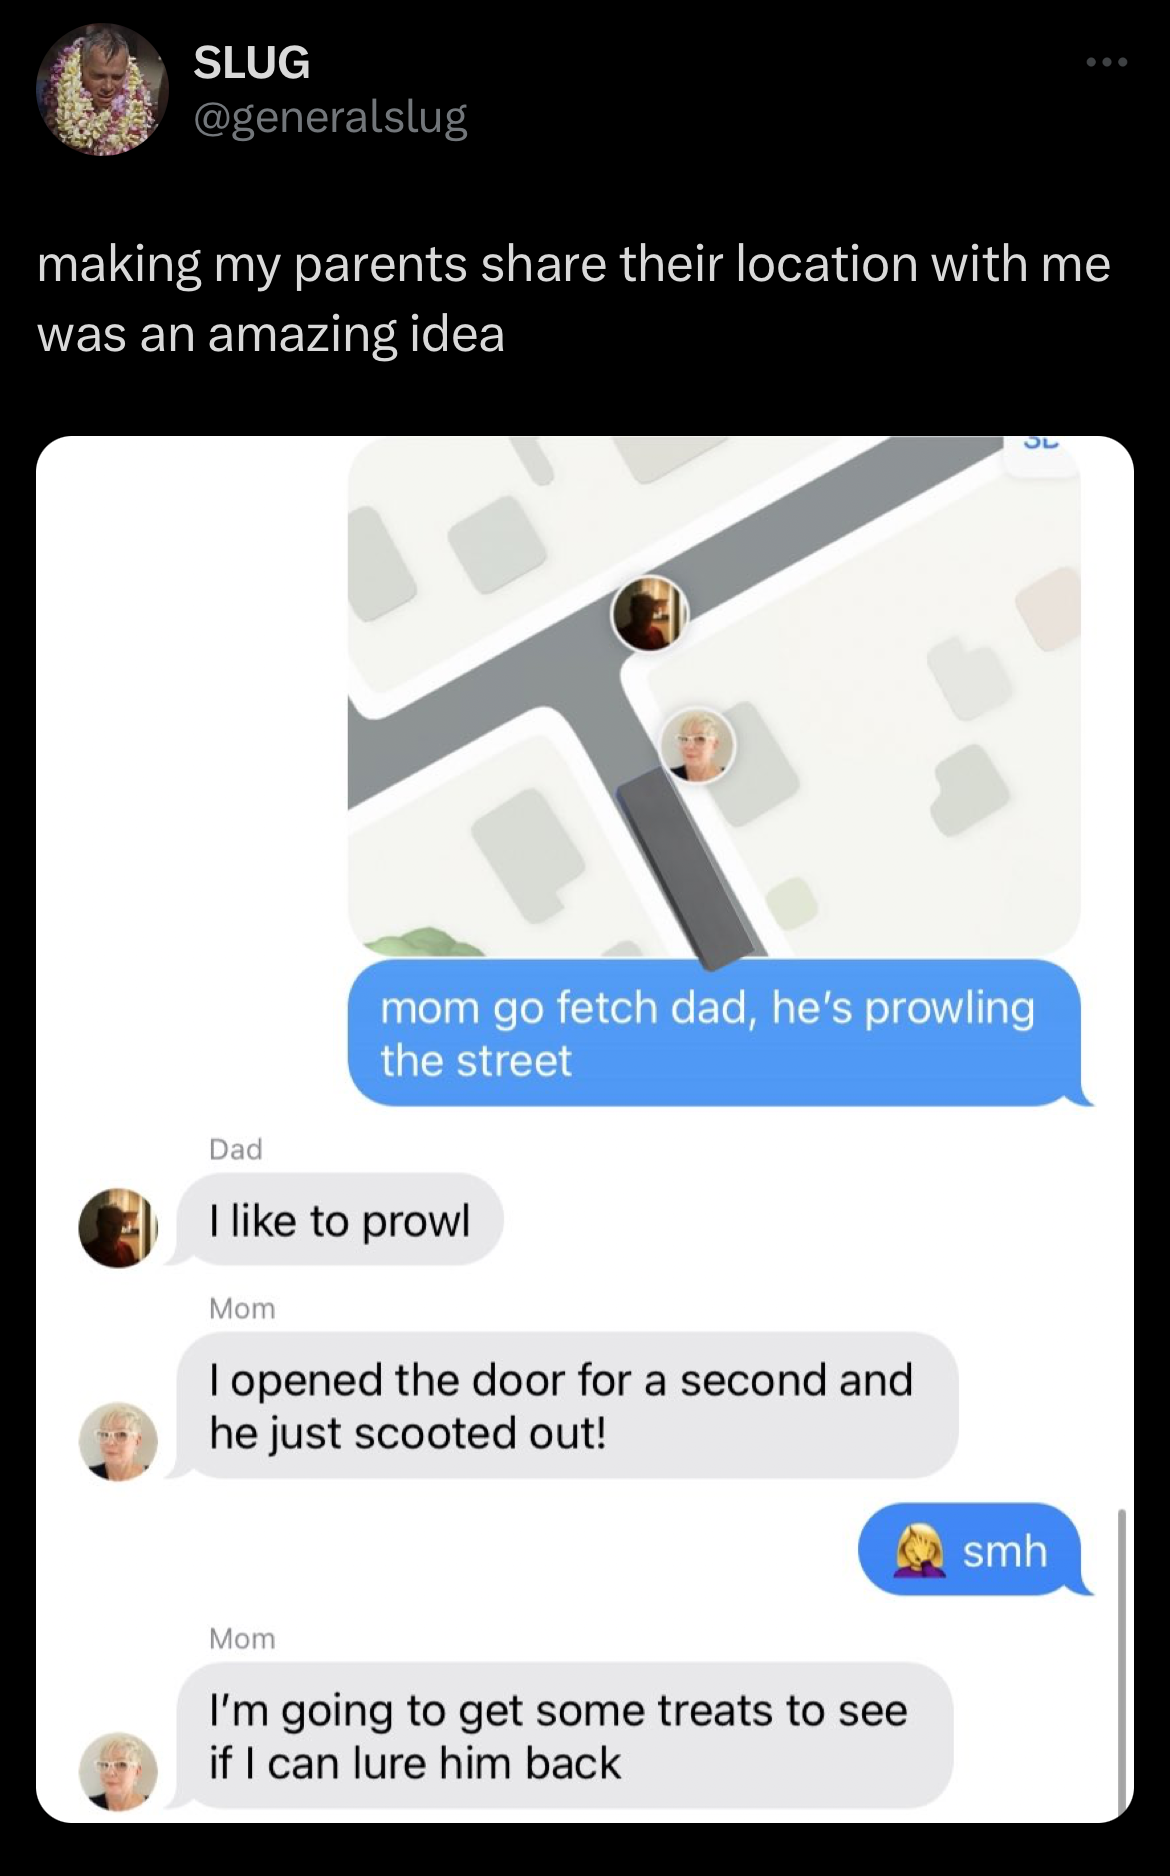 SLUG
@generalslug
making my parents share their location with me
was an amazing idea
mom go fetch dad, he’s prowling
the street
Dad
I like to prowl
Mom
I opened the door for a second and
he just scooted out!
🤦‍♀️ smh
Mom
I’m going to get some treats to see
if I can lure him back